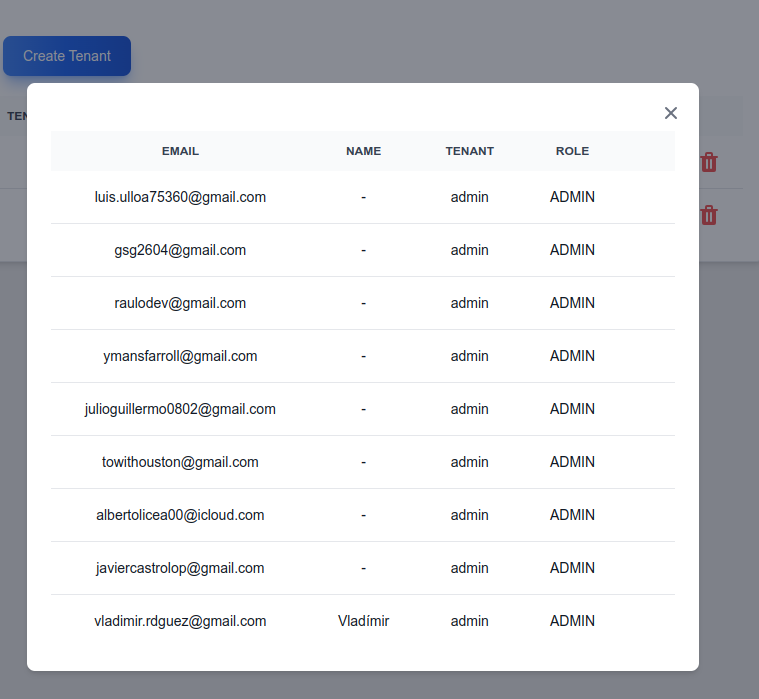 Create Tenant
TEN
EMAIL NAME TENANT ROLE
luis.ulloa75360@gmail.com - admin ADMIN
gsg2604@gmail.com - admin ADMIN
raulodev@gmail.com - admin ADMIN
ymansfarroll@gmail.com - admin ADMIN
julioguillermo0802@gmail.com - admin ADMIN
towithouston@gmail.com - admin ADMIN
albertolicea00@icloud.com - admin ADMIN
javiercastrolop@gmail.com - admin ADMIN
vladimir.rdguez@gmail.com Vladímir admin ADMIN